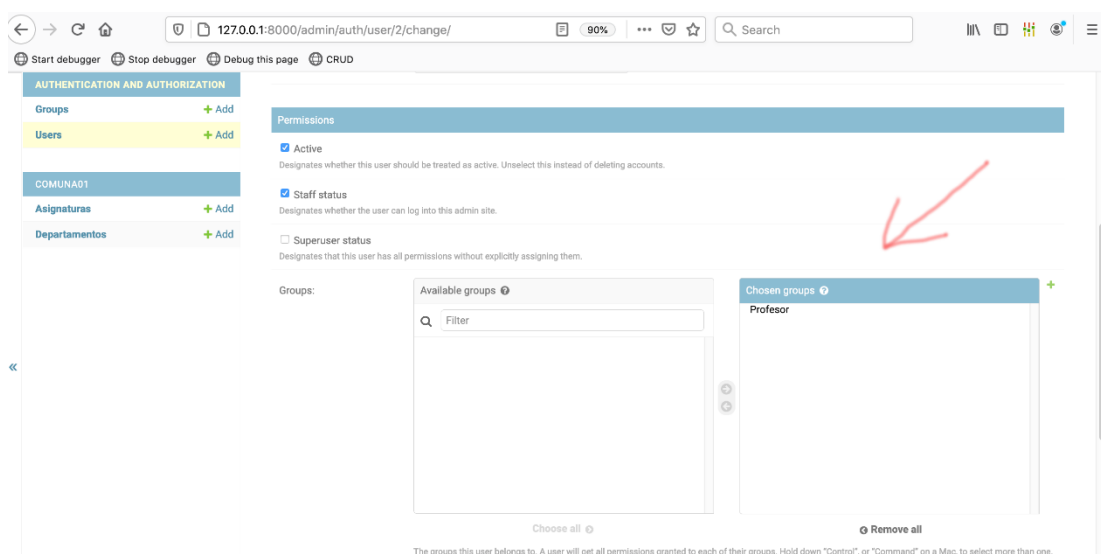 127.0.0.1:8000/admin/auth/user/2/change/
90%
Search
Start debugger Stop debugger Debug this page CRUD
AUTHENTICATION AND AUTHORIZATION
Groups + Add
Users + Add
COMUNA01
Asignaturas + Add
Departamentos + Add
«
Permissions
Active
Designates whether this user should be treated as active. Unselect this instead of deleting accounts.
Staff status
Designates whether the user can log into this admin site.
Superuser status
Designates that this user has all permissions without explicitly assigning them.
Groups:
Available groups ?
Filter
Choose all
Chosen groups ?
Profesor
Remove all
The groups this user belongs to. A user will get all permissions granted to each of their groups. Hold down "Control", or "Command" on a Mac, to select more than one.